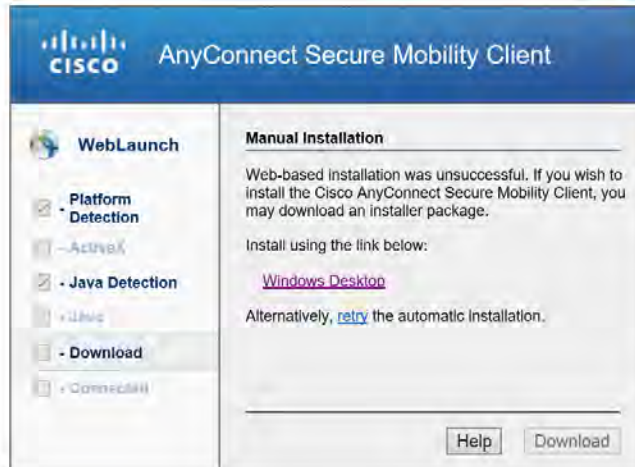 CISCO
AnyConnect Secure Mobility Client
WebLaunch
- Platform
Detection
- ActiveX
- Java Detection
- Java
- Download
- Connected
Manual Installation
Web-based installation was unsuccessful. If you wish to
install the Cisco AnyConnect Secure Mobility Client, you
may download an installer package.
Install using the link below:
Windows Desktop
Alternatively, retry the automatic installation.
Help
Download